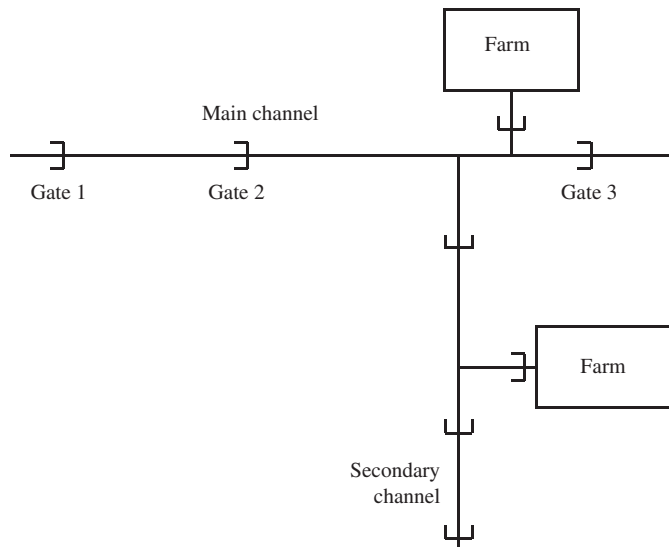 Farm
Main channel
Gate 1
Gate 2
Gate 3
Farm
Secondary
channel